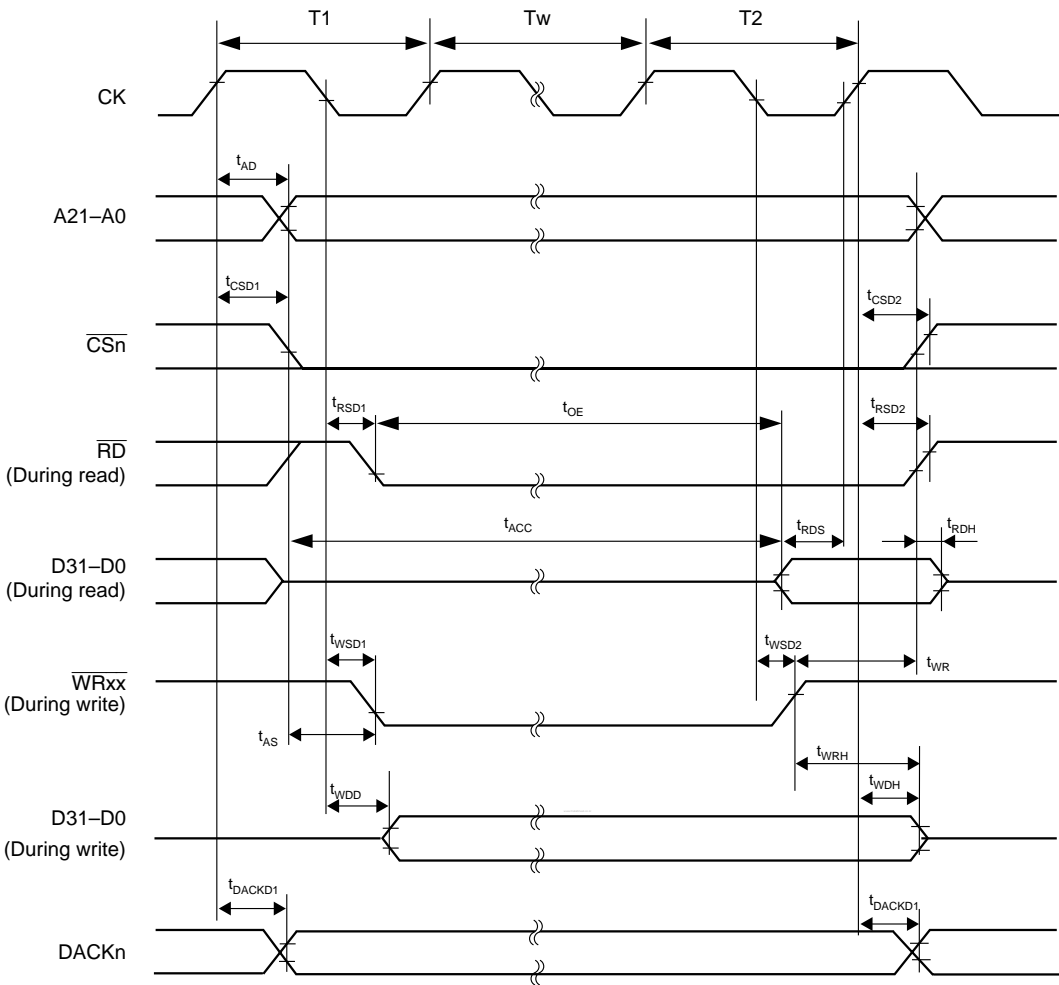 T1 Tw T2
CK
tAD
A21–A0
tCSD1 tCSD2
CSn
tRSD1 tOE tRSD2
RD
(During read)
tACC tRDS tRDH
D31–D0
(During read)
tWSD1 tWSD2
tWR
WRxx
(During write)
tAS
tWRH
tWDD tWDH
D31–D0
(During write)
tDACKD1 tDACKD1
DACKn